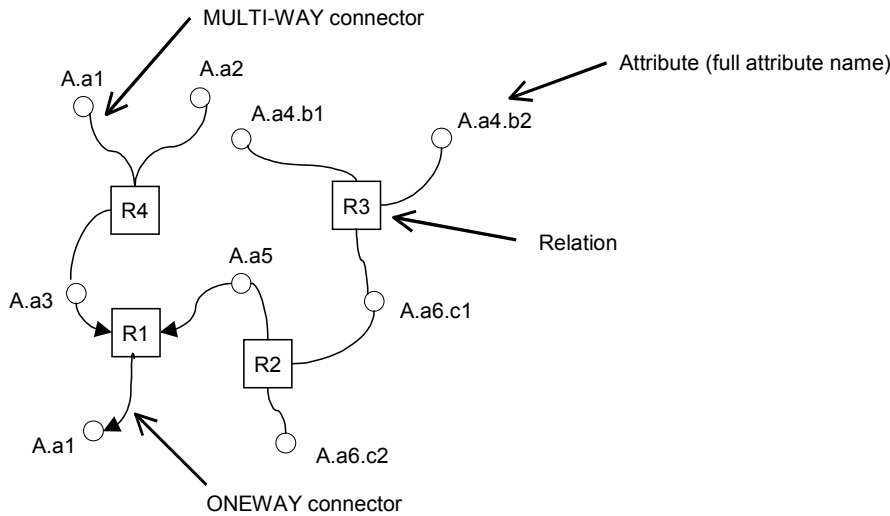 MULTI-WAY connector
A.a1
A.a2
Attribute (full attribute name)
A.a4.b1
A.a4.b2
R4
R3
Relation
A.a5
A.a3
A.a6.c1
R1
R2
A.a1
A.a6.c2
ONEWAY connector